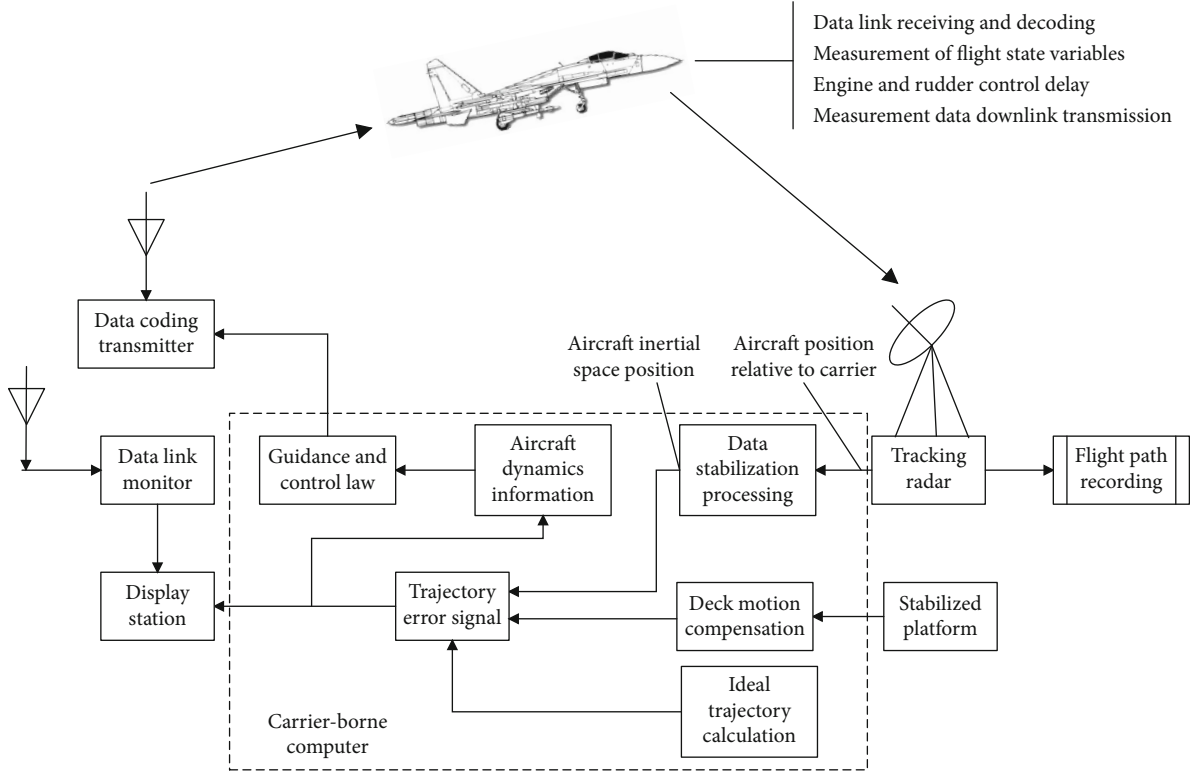 Data link receiving and decoding
Measurement of flight state variables
Engine and rudder control delay
Measurement data downlink transmission
Data coding
transmitter
Aircraft inertial
space position
Aircraft position
relative to carrier
Data link
monitor
Guidance and
control law
Aircraft
dynamics
information
Data
stabilization
processing
Tracking
radar
Flight path
recording
Display
station
Trajectory
error signal
Deck motion
compensation
Stabilized
platform
Ideal
trajectory
calculation
Carrier-borne
computer